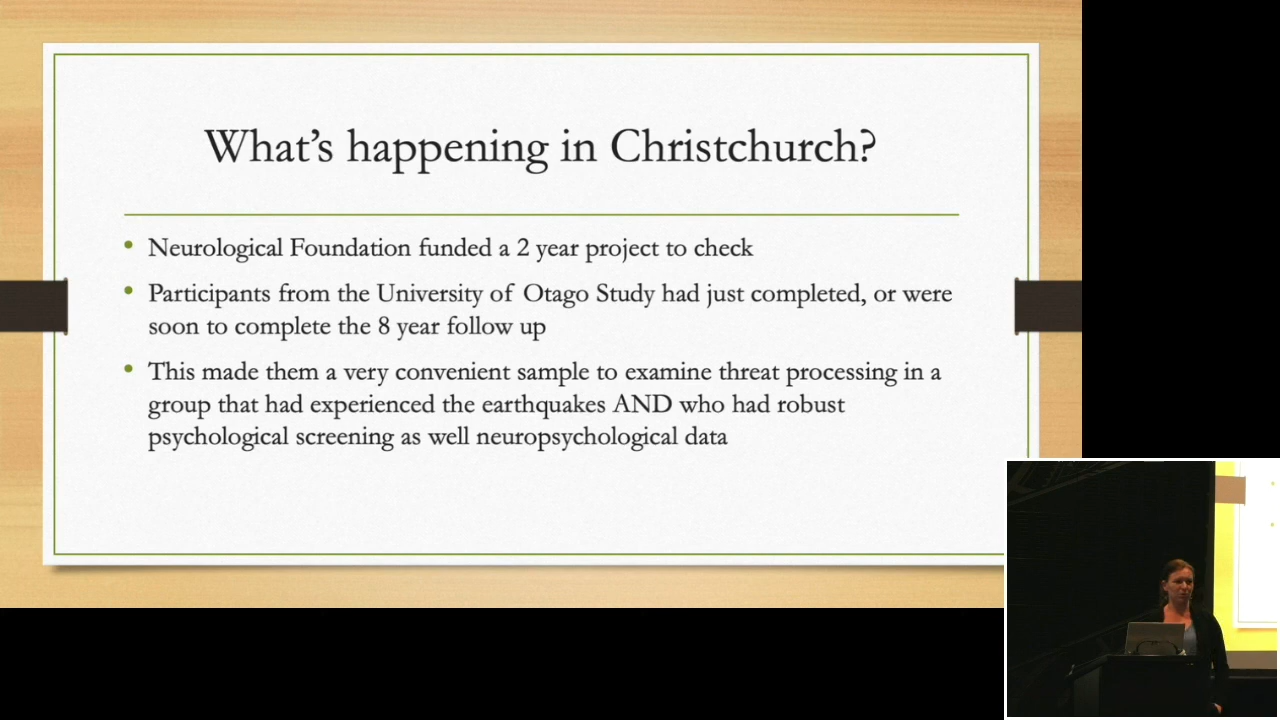 What’s happening in Christchurch?
• Neurological Foundation funded a 2 year project to check
• Participants from the University of Otago Study had just completed, or were
soon to complete the 8 year follow up
• This made them a very convenient sample to examine threat processing in a
group that had experienced the earthquakes AND who had robust
psychological screening as well neuropsychological data